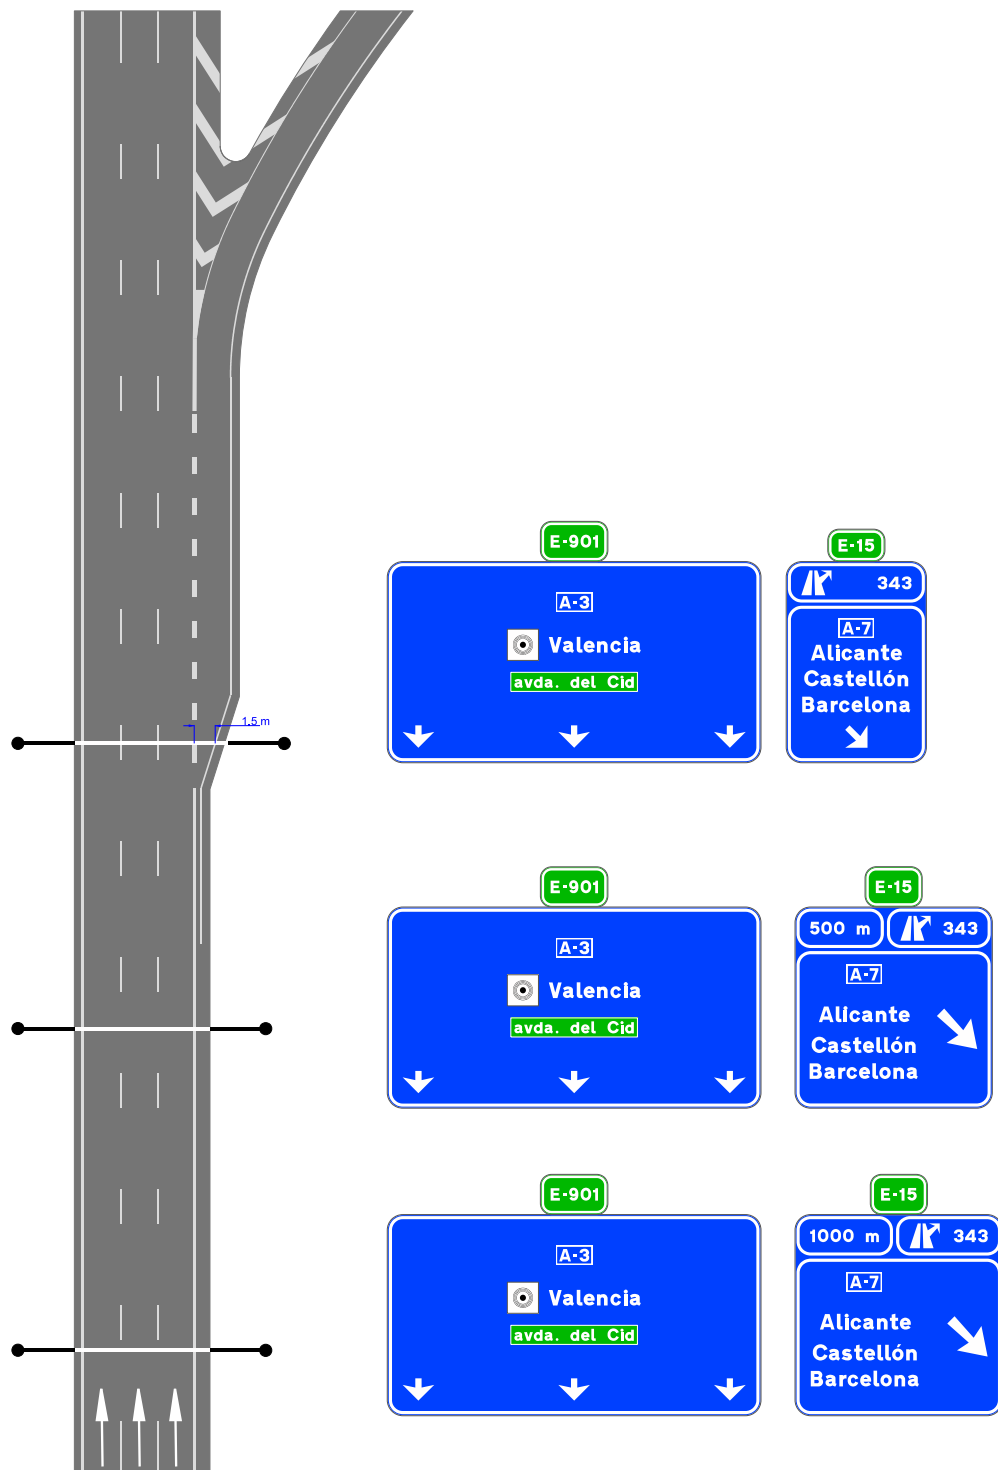 E-901
A-3
Valencia
avda. del Cid
E-15
343
A-7
Alicante
Castellón
Barcelona
1.5 m
E-901
A-3
Valencia
avda. del Cid
E-15
500 m
343
A-7
Alicante
Castellón
Barcelona
E-901
A-3
Valencia
avda. del Cid
E-15
1000 m
343
A-7
Alicante
Castellón
Barcelona